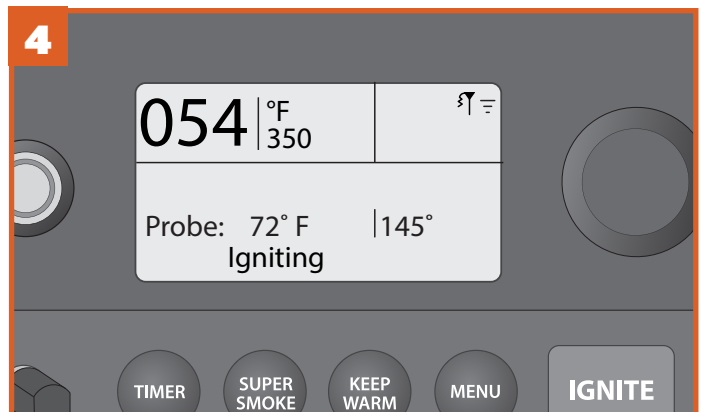 4
054 °F
350
Probe: 72° F 145°
Igniting
TIMER
SUPER
SMOKE
KEEP
WARM
MENU
IGNITE